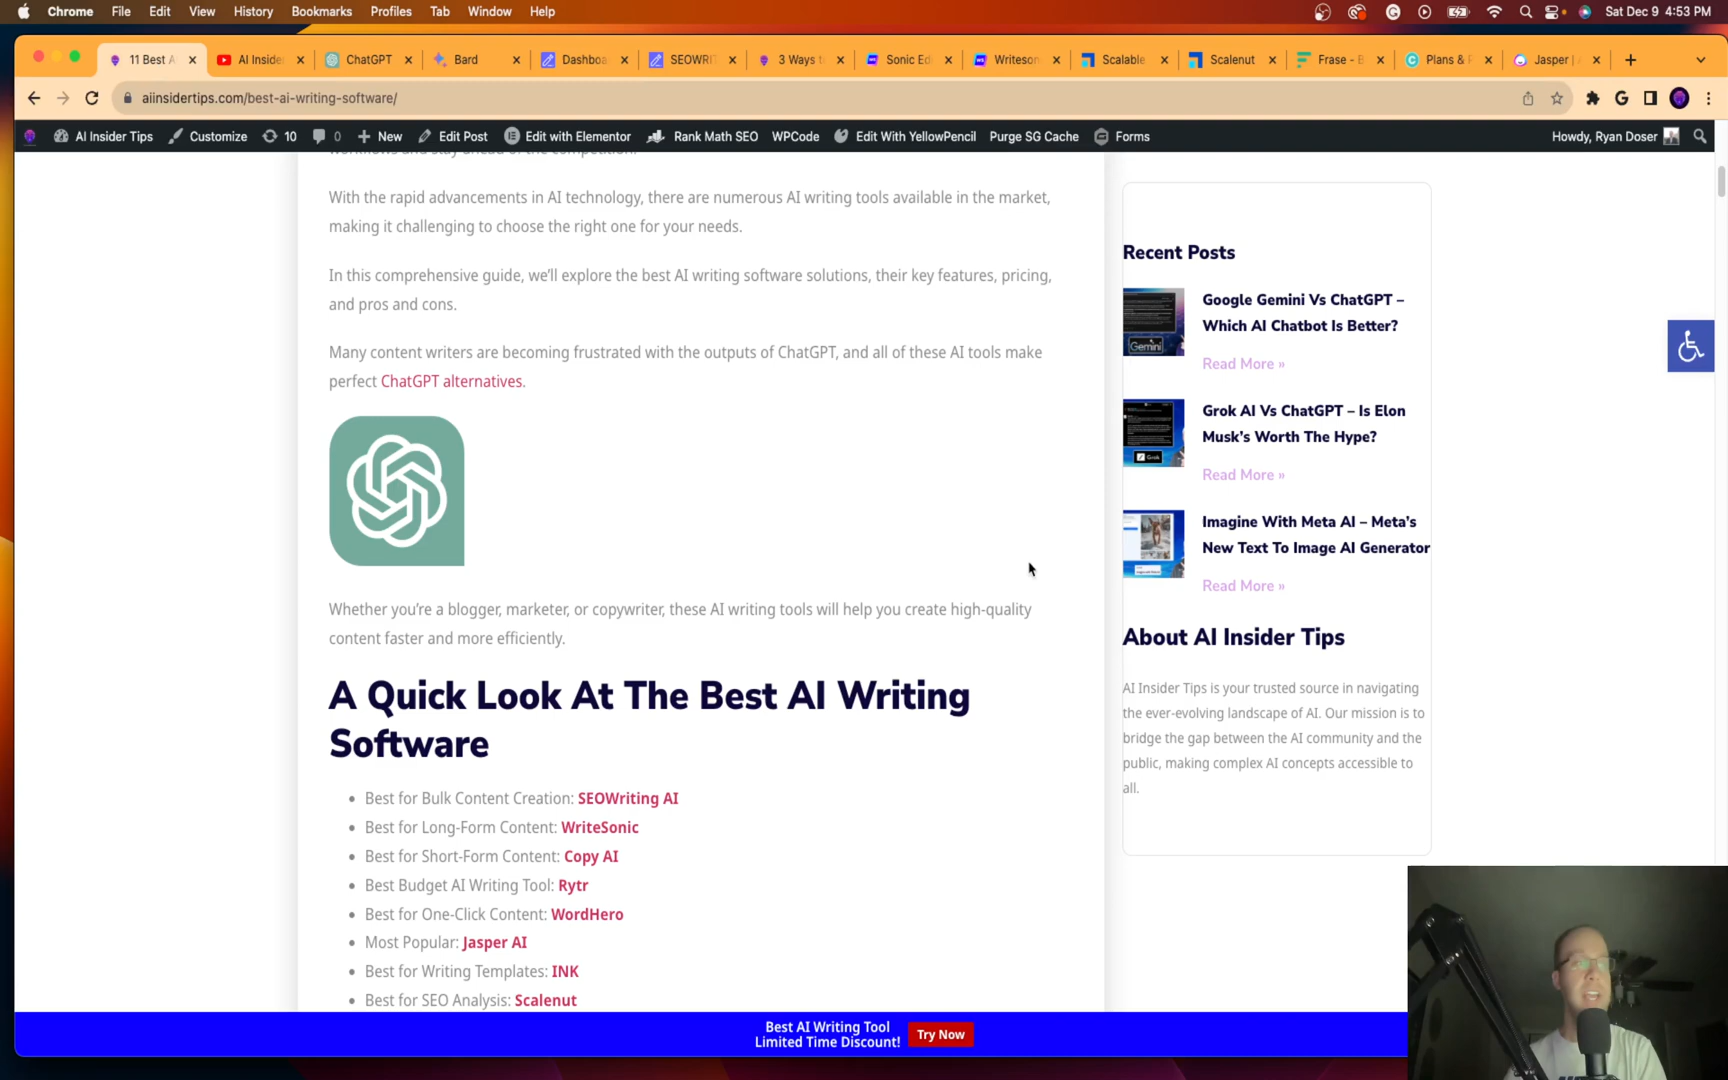 Chrome File Edit View History Bookmarks Profiles Tab Window Help Sat Dec 9 4:53 PM
11 Best A AI Inside ChatGPT Bard Dashboa SEOWRI 3 Ways t Sonic Ed Writeson Scalable Scalenut Frase - B Plans & P Jasper |
aiinsidertips.com/best-ai-writing-software/
AI Insider Tips Customize 10 0 New Edit Post Edit with Elementor Rank Math SEO WPCode Edit With YellowPencil Purge SG Cache Forms Howdy, Ryan Doser
workflows and stay ahead of the competition.
With the rapid advancements in AI technology, there are numerous AI writing tools available in the market,
making it challenging to choose the right one for your needs.
In this comprehensive guide, we'll explore the best AI writing software solutions, their key features, pricing,
and pros and cons.
Many content writers are becoming frustrated with the outputs of ChatGPT, and all of these AI tools make
perfect ChatGPT alternatives.
Whether you're a blogger, marketer, or copywriter, these AI writing tools will help you create high-quality
content faster and more efficiently.
A Quick Look At The Best AI Writing
Software
• Best for Bulk Content Creation: SEOWriting AI
• Best for Long-Form Content: WriteSonic
• Best for Short-Form Content: Copy AI
• Best Budget AI Writing Tool: Rytr
• Best for One-Click Content: WordHero
• Most Popular: Jasper AI
• Best for Writing Templates: INK
• Best for SEO Analysis: Scalenut
Recent Posts
Gemini
Google Gemini Vs ChatGPT –
Which AI Chatbot Is Better?
Read More »
Grok
Grok AI Vs ChatGPT – Is Elon
Musk's Worth The Hype?
Read More »
Imagine With Meta AI – Meta's
New Text To Image AI Generator
Read More »
About AI Insider Tips
AI Insider Tips is your trusted source in navigating
the ever-evolving landscape of AI. Our mission is to
bridge the gap between the AI community and the
public, making complex AI concepts accessible to
all.
Best AI Writing Tool
Limited Time Discount!
Try Now